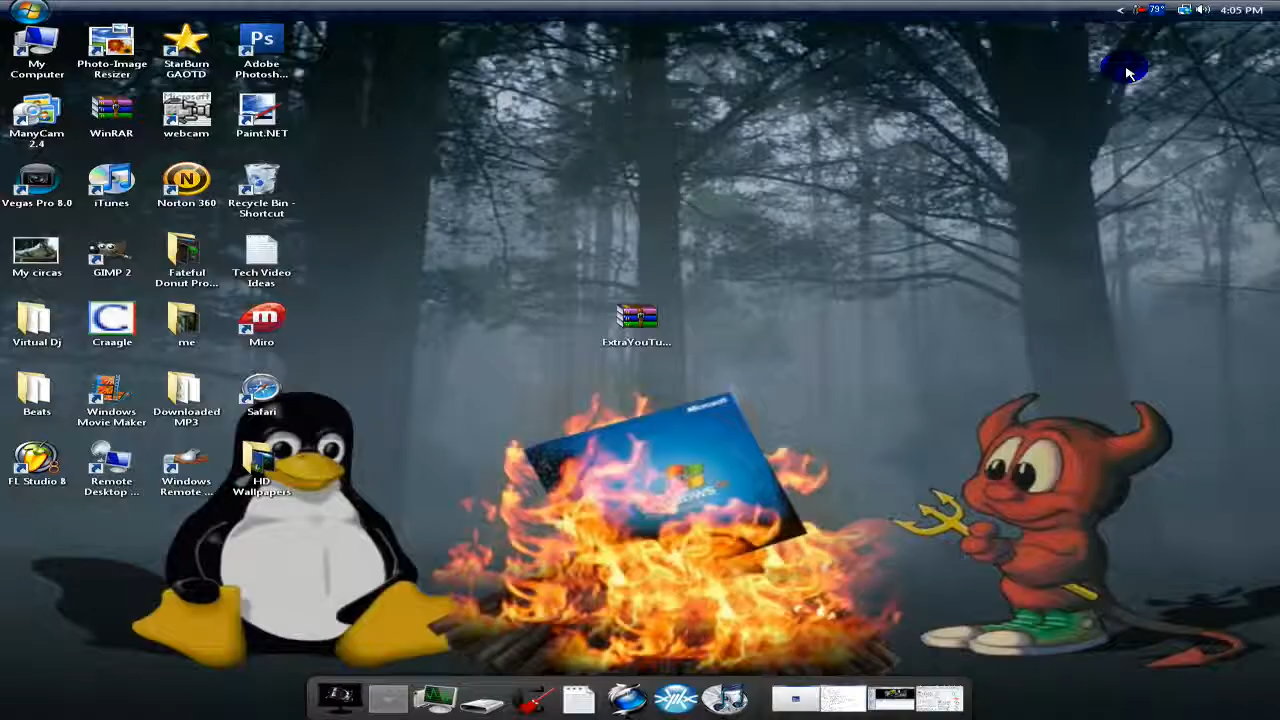 < 79° 4:05 PM
My Computer
Photo-Image Resizer
StarBurn GAOTD
Ps
Adobe Photosh...
ManyCam 2.4
WinRAR
Microsoft
webcam
Paint.NET
Vegas Pro 8.0
iTunes
N
Norton 360
Recycle Bin - Shortcut
My circas
GIMP 2
Fateful Donut Pro...
Tech Video Ideas
Virtual Dj
C
Craagle
me
m
Miro
Beats
Windows Movie Maker
Downloaded MP3
Safari
FL Studio 8
Remote Desktop ...
Windows Remote ...
HD Wallpapers
ExtraYouTu...
Microsoft